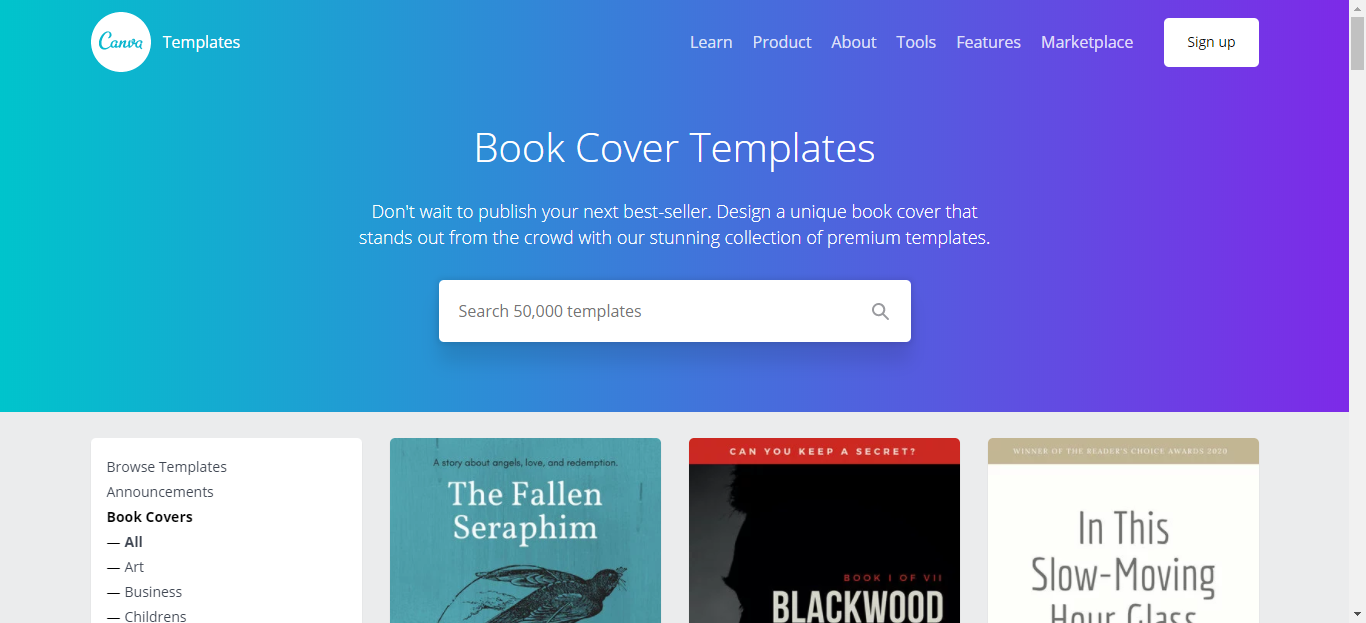 Canva
Templates
Learn
Product
About
Tools
Features
Marketplace
Sign up
Book Cover Templates
Don't wait to publish your next best-seller. Design a unique book cover that
stands out from the crowd with our stunning collection of premium templates.
Search 50,000 templates
Browse Templates
Announcements
Book Covers
— All
— Art
— Business
— Childrens
A story about angels, love, and redemption.
The Fallen
Seraphim
CAN YOU KEEP A SECRET?
BOOK I OF VII
BLACKWOOD
WINNER OF THE READER'S CHOICE AWARDS 2020
In This
Slow-Moving
Hour Glass